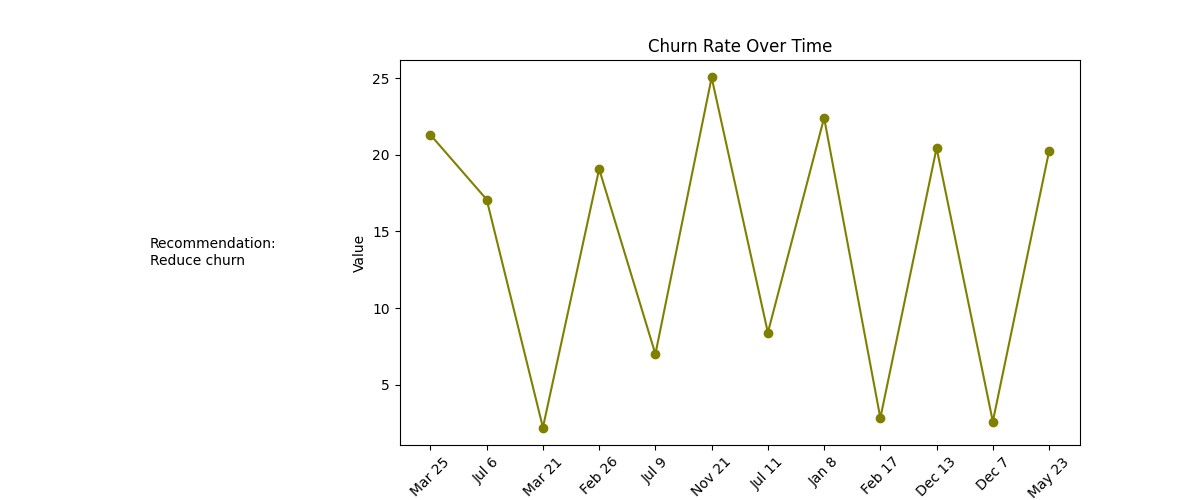 Churn Rate Over Time
Recommendation:
Reduce churn
Value
25
20
15
10
5
Mar 25
Jul 6
Mar 21
Feb 26
Jul 9
Nov 21
Jul 11
Jan 8
Feb 17
Dec 13
Dec 7
May 23